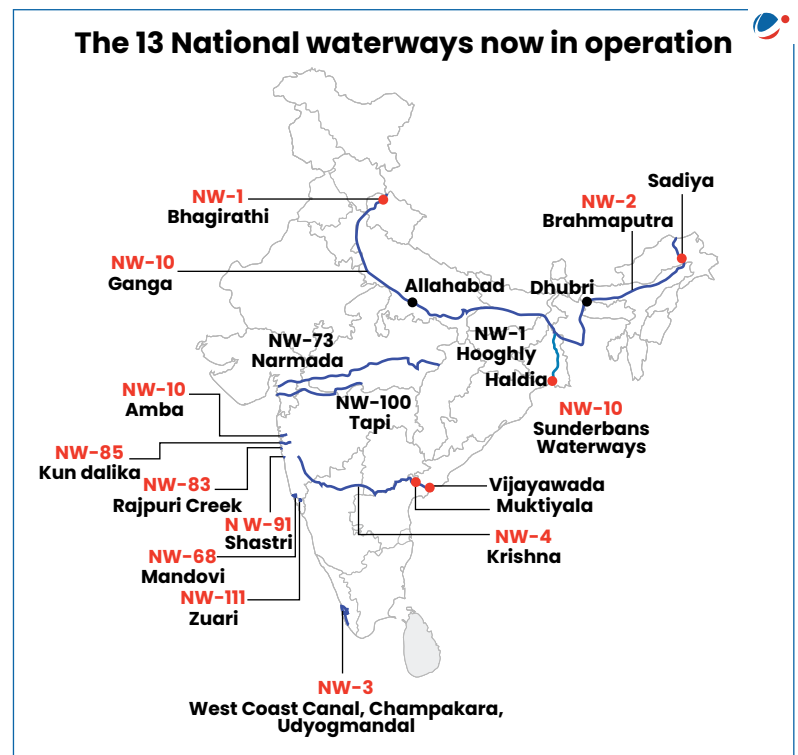 The 13 National waterways now in operation
Sadiya
NW-1
Bhagirathi
NW-2
Brahmaputra
NW-10
Ganga
Allahabad
Dhubri
NW-73
Narmada
NW-1
Hooghly
Haldia
NW-10
Amba
NW-100
Tapi
NW-10
Sunderbans
Waterways
NW-85
Kun dalika
NW-83
Rajpuri Creek
Vijayawada
Muktiyala
N W-91
Shastri
NW-4
Krishna
NW-68
Mandovi
NW-111
Zuari
NW-3
West Coast Canal, Champakara,
Udyogmandal